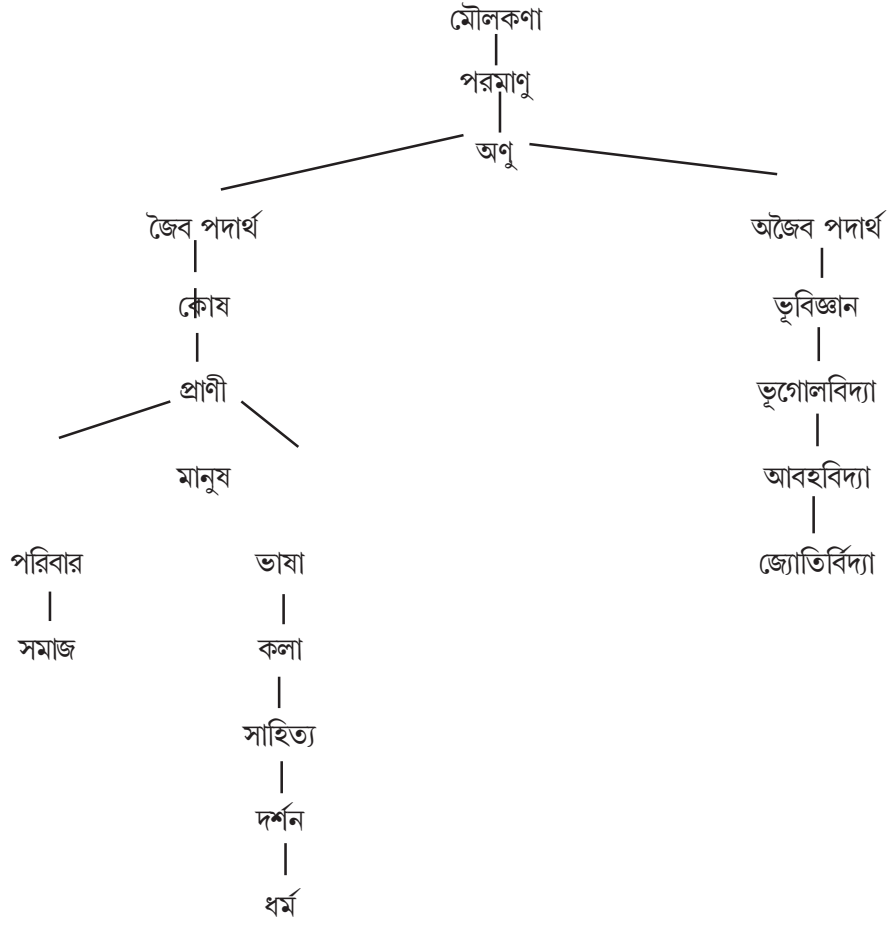 মৌলকণা
পরমাণু
অণু
জৈব পদার্থ
অজৈব পদার্থ
কোষ
ভূবিজ্ঞান
প্রাণী
ভূগোলবিদ্যা
মানুষ
আবহবিদ্যা
পরিবার
ভাষা
জ্যোতির্বিদ্যা
সমাজ
কলা
সাহিত্য
দর্শন
ধর্ম